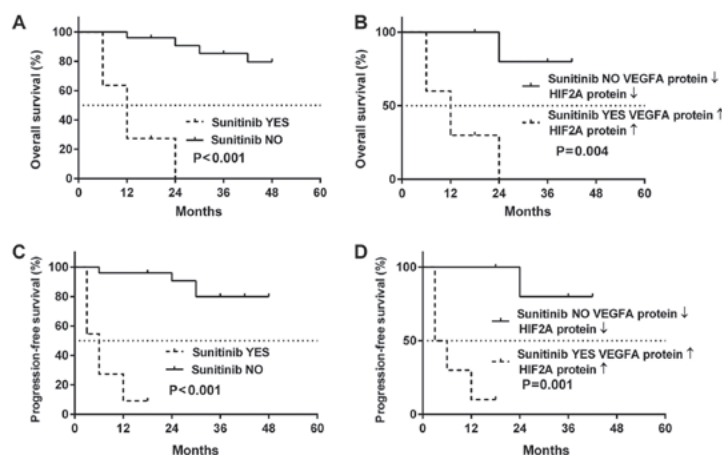 A
Overall survival (%)
100
80
60
40
20
0
Sunitinib YES
Sunitinib NO
P<0.001
0 12 24 36 48 60
Months
B
Overall survival (%)
100
50
0
Sunitinib NO VEGFA protein ↓
HIF2A protein ↓
Sunitinib YES VEGFA protein ↑
HIF2A protein ↑
P=0.004
0 12 24 36 48 60
Months
C
Progression-free survival (%)
100
80
60
40
20
0
Sunitinib YES
Sunitinib NO
P<0.001
0 12 24 36 48 60
Months
D
Progression-free survival (%)
100
50
0
Sunitinib NO VEGFA protein ↓
HIF2A protein ↓
Sunitinib YES VEGFA protein ↑
HIF2A protein ↑
P=0.001
0 12 24 36 48 60
Months